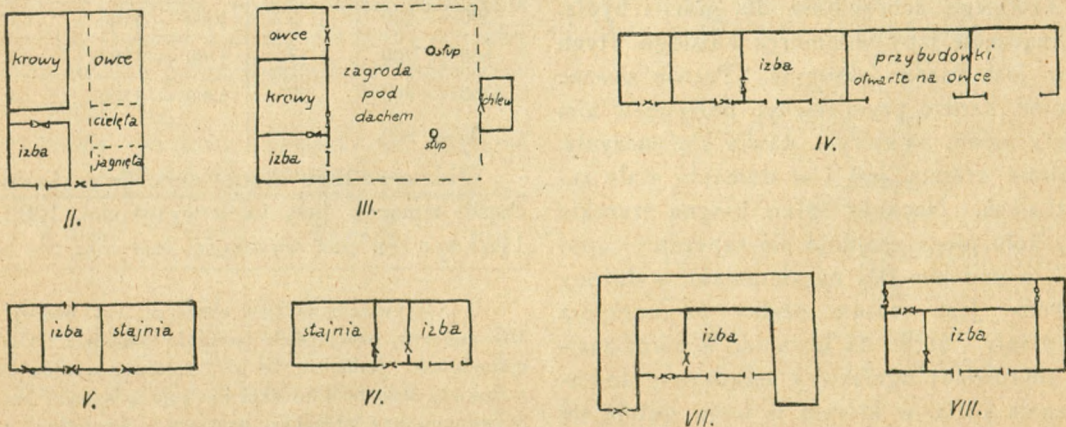 krowy
owce
cielęta
izba
jagnięta
II.
owce
krowy
izba
zagroda
pod
dachem
słup
słup
chlew
III.
izba
przybudówki
otwarte na owce
IV.
izba
stajnia
V.
stajnia
izba
VI.
izba
VII.
izba
VIII.